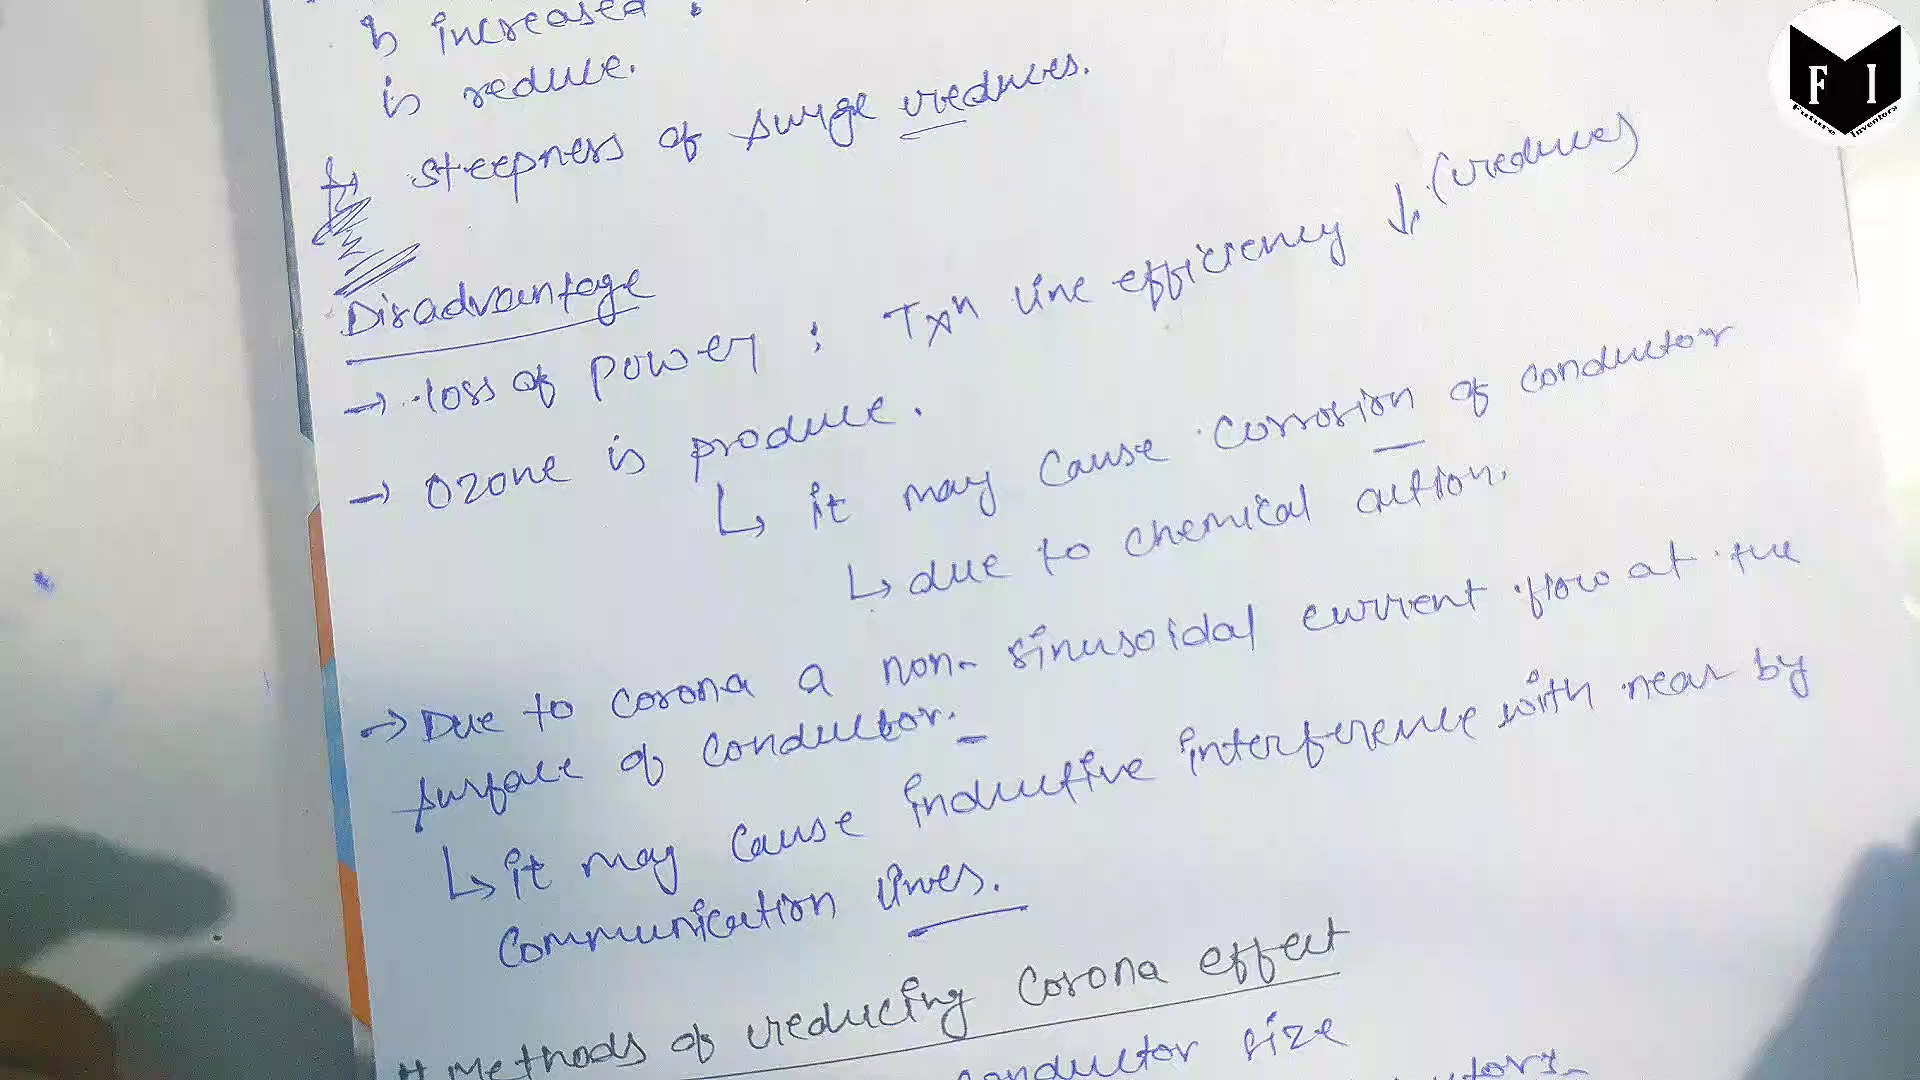 is increased.
is reduce.
steepness of surge reduces.
Disadvantage
→ loss of power : Txn line efficiency ↓ (reduce)
→ ozone is produce.
↳ it may cause corrosion of conductor
↳ due to chemical action.
→ Due to corona a non-sinusoidal current flow at the
surface of conductor.
↳ it may cause inductive interference with near by
communication lines.
# Methods of reducing corona effect
conductor size
F I
Future Inventors